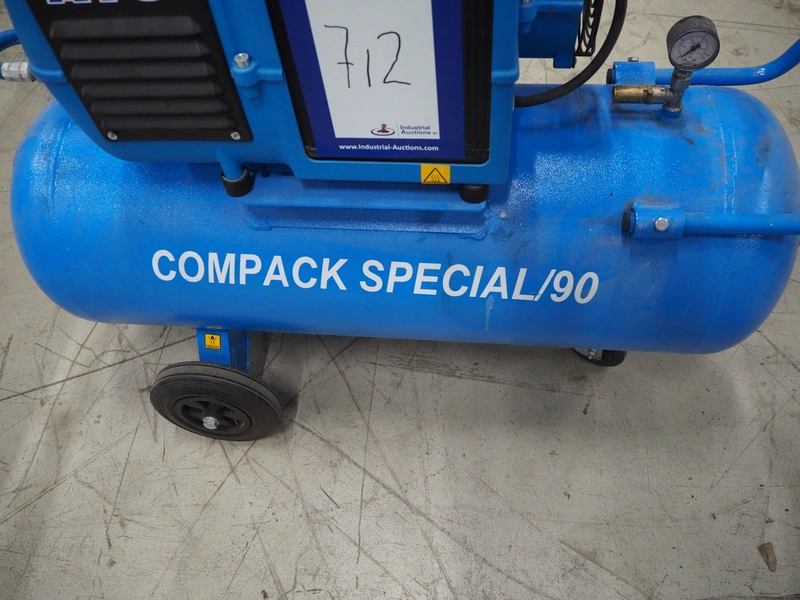 712
Industrial
Auctions
www.Industrial-Auctions.com
COMPACK SPECIAL/90